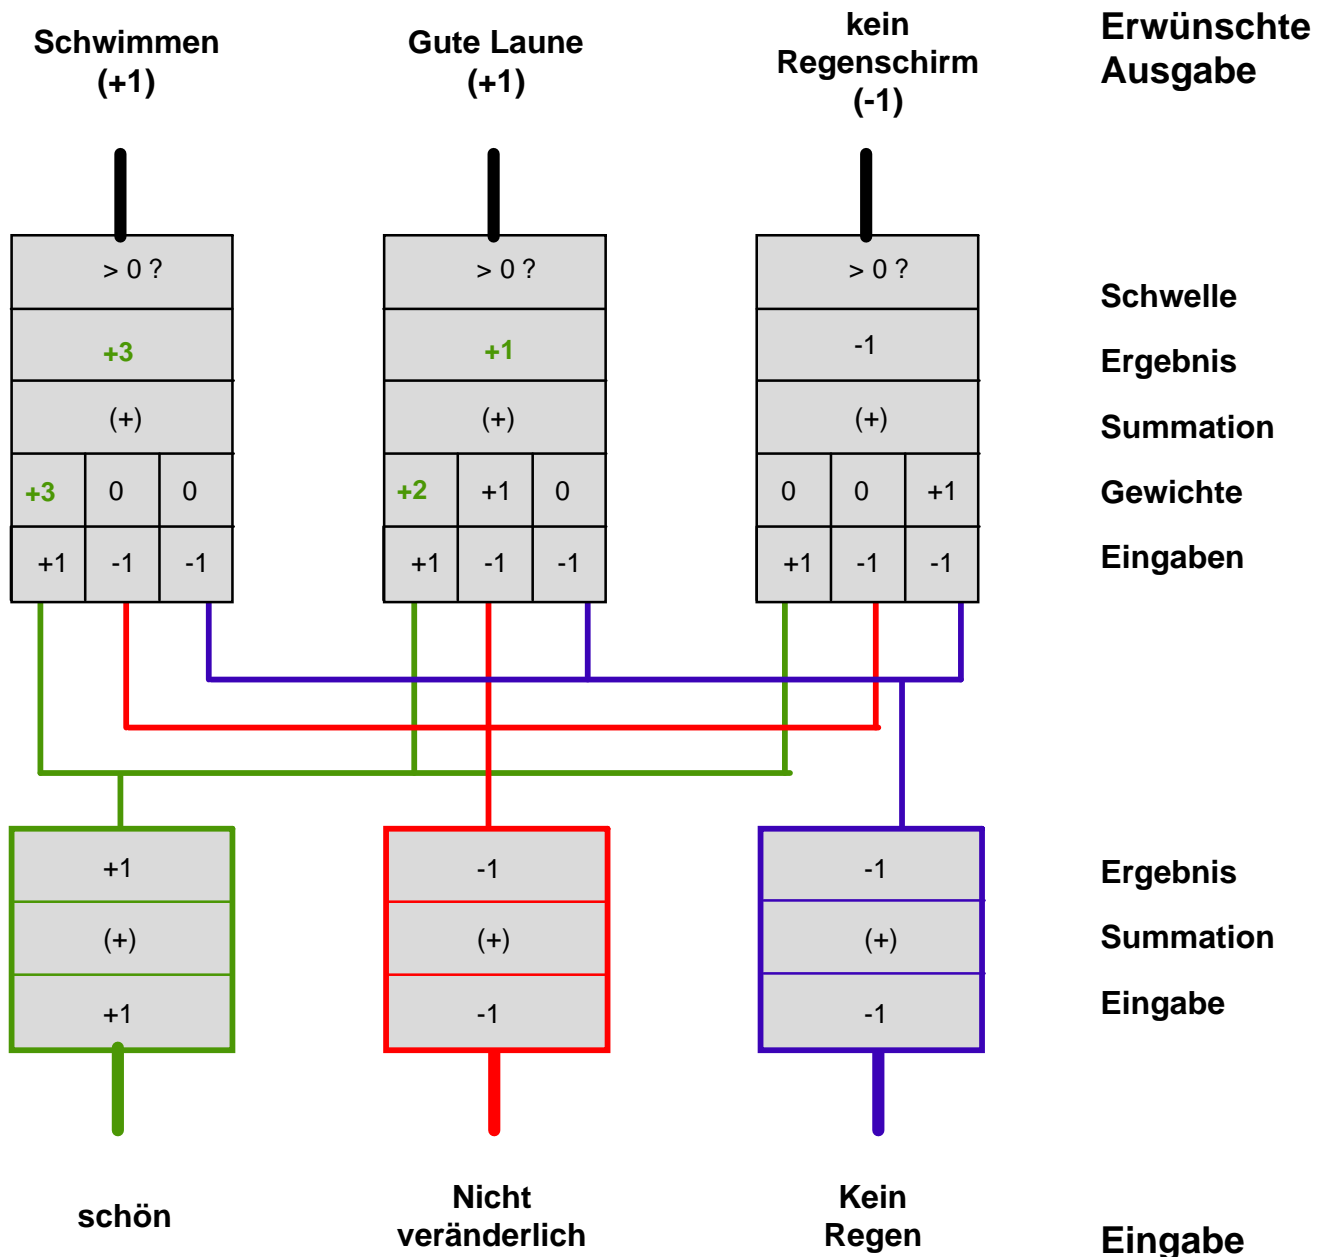 Schwimmen
(+1)
Gute Laune
(+1)
kein
Regenschirm
(-1)
Erwünschte
Ausgabe
> 0 ? > 0 ? > 0 ? Schwelle
+3 +1 -1 Ergebnis
(+) (+) (+) Summation
+3 0 0 +2 +1 0 0 0 +1 Gewichte
+1 -1 -1 +1 -1 -1 +1 -1 -1 Eingaben
+1 -1 -1 Ergebnis
(+) (+) (+) Summation
+1 -1 -1 Eingabe
schön
Nicht
veränderlich
Kein
Regen
Eingabe